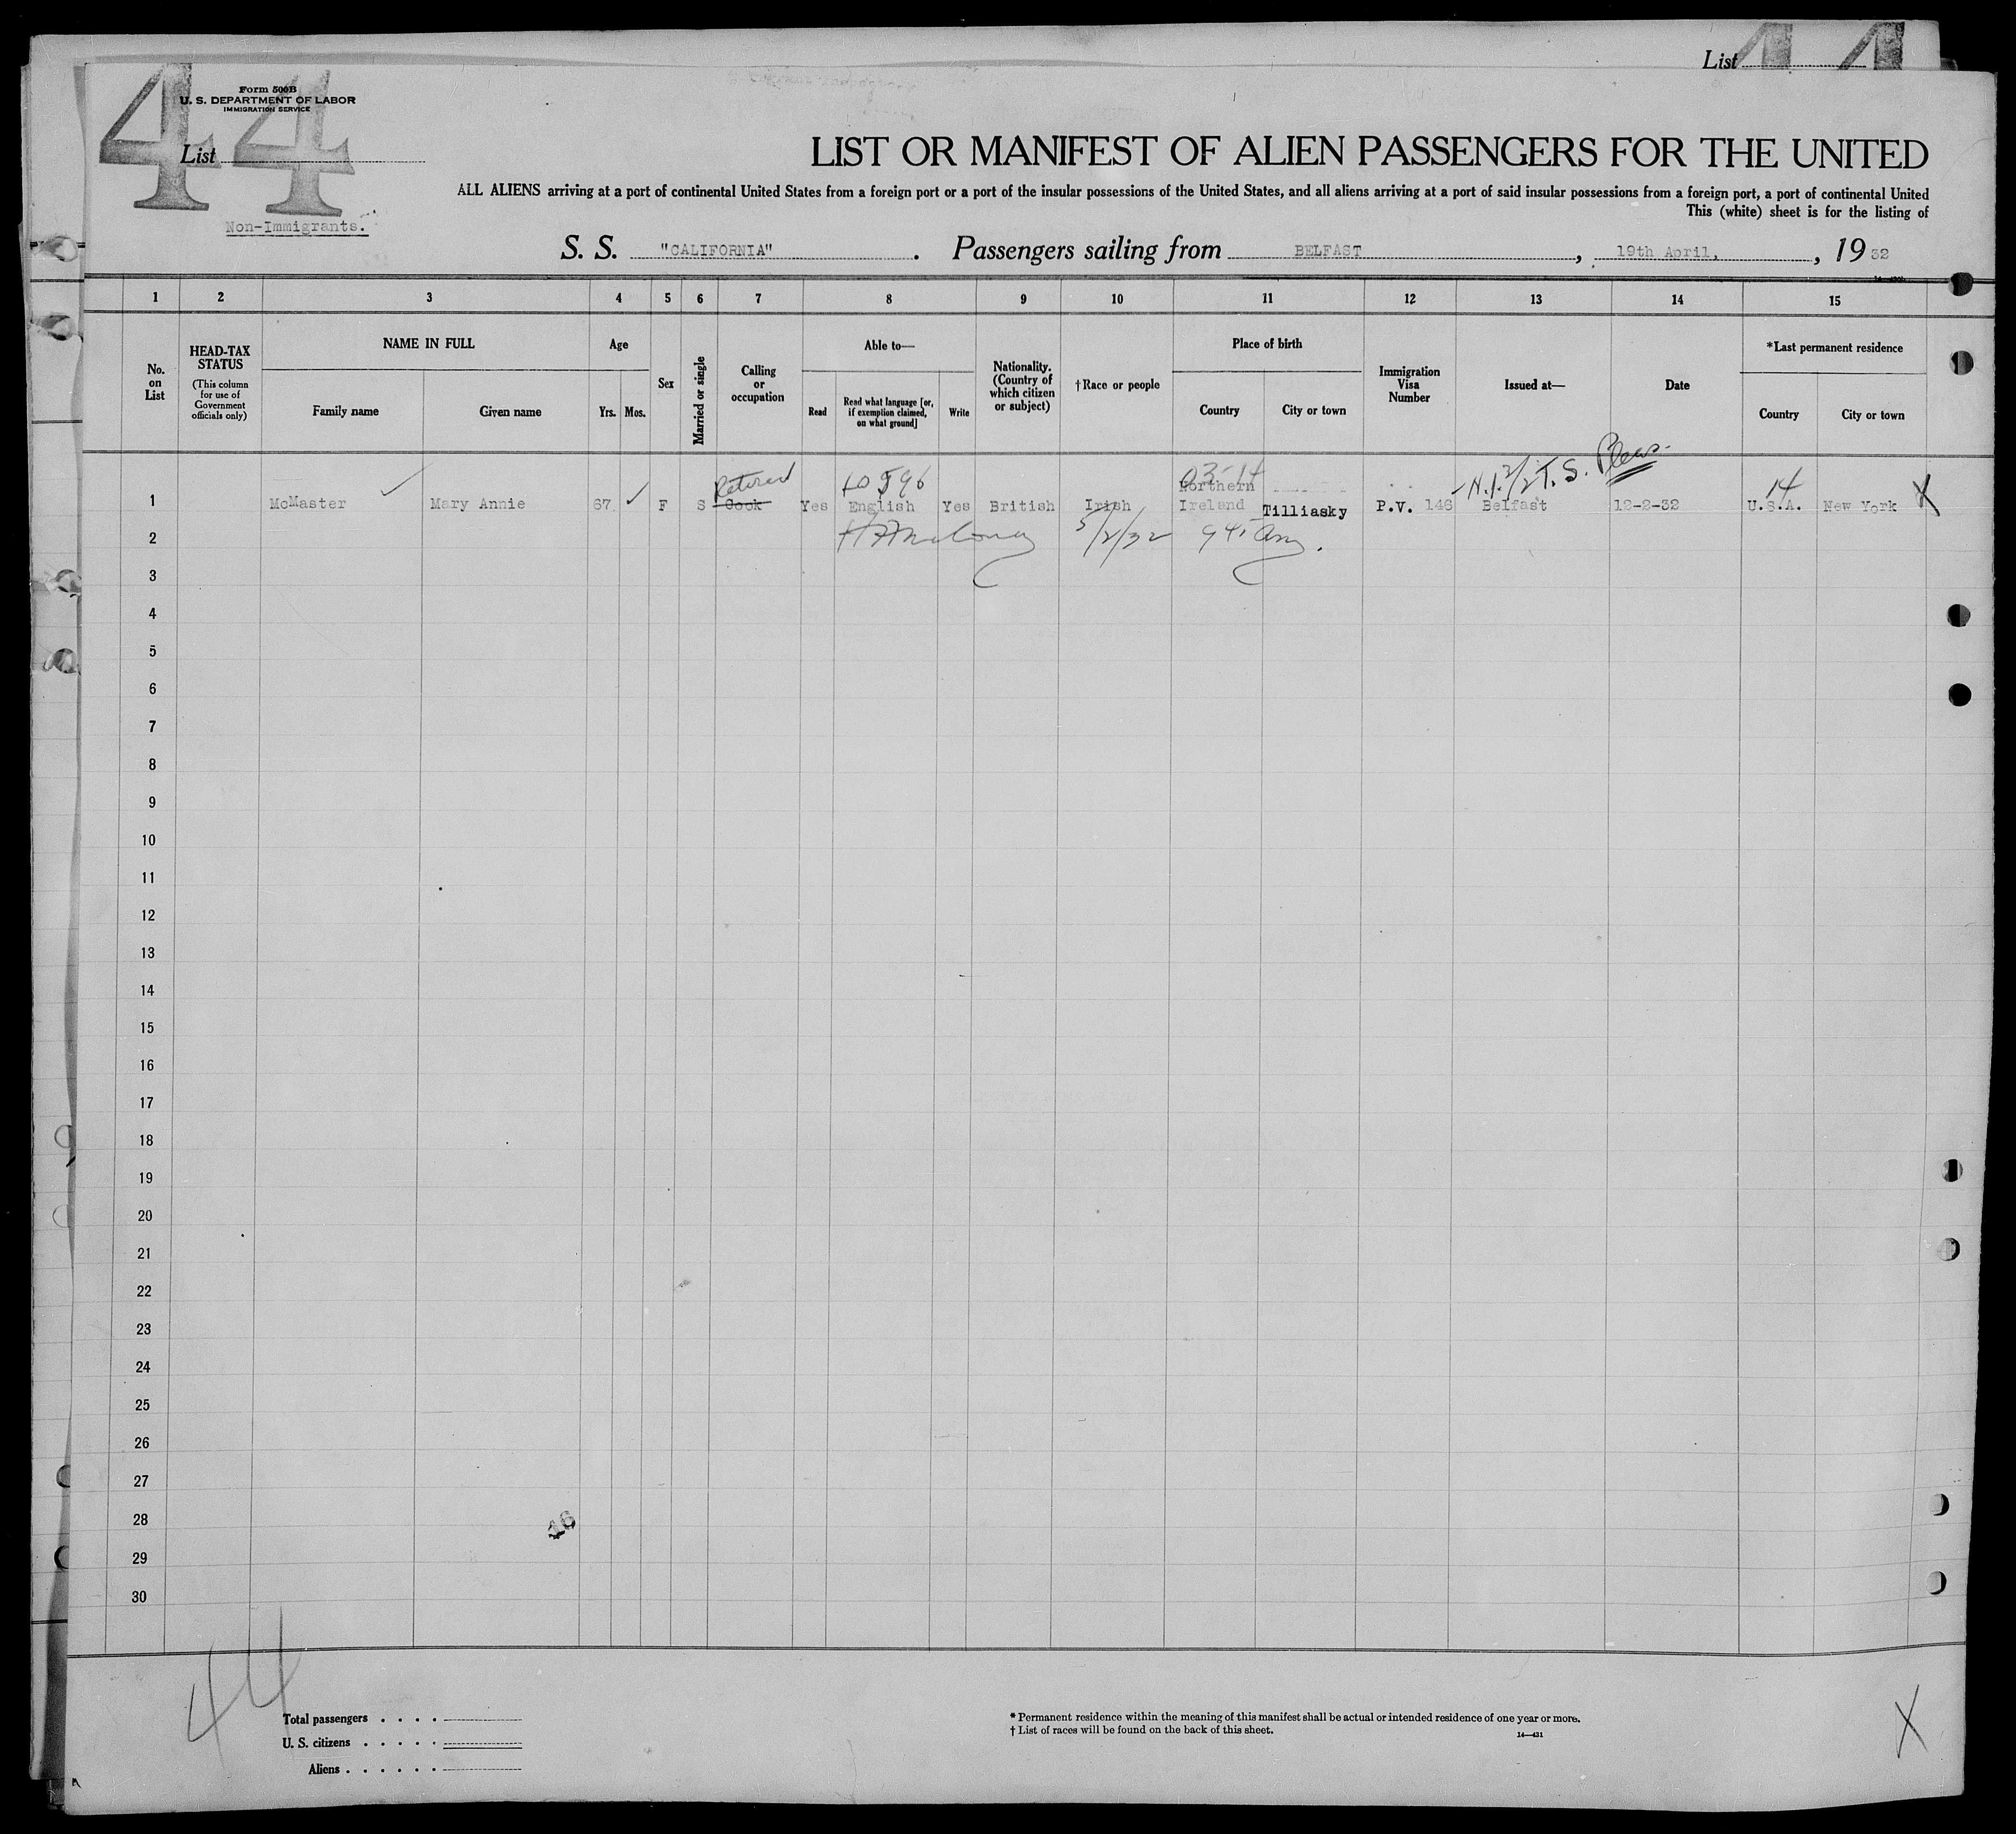 List
44
Form 500B
U. S. DEPARTMENT OF LABOR
IMMIGRATION SERVICE
List
Non-Immigrants.
LIST OR MANIFEST OF ALIEN PASSENGERS FOR THE UNITED
ALL ALIENS arriving at a port of continental United States from a foreign port or a port of the insular possessions of the United States, and all aliens arriving at a port of said insular possessions from a foreign port, a port of continental United
This (white) sheet is for the listing of
S. S. "CALIFORNIA". Passengers sailing from BELFAST, 19th April, 1932
1 2 3 4 5 6 7 8 9 10 11 12 13 14 15
No. on List
HEAD-TAX STATUS
(This column for use of Government officials only)
NAME IN FULL
Family name Given name
Age
Yrs. Mos.
Sex
Married or single
Calling or occupation
Able to—
Read
Read what language [or, if exemption claimed, on what ground]
Write
Nationality. (Country of which citizen or subject)
†Race or people
Place of birth
Country City or town
Immigration Visa Number
Issued at—
Date
*Last permanent residence
Country City or town
Retired
03-14
T. S.
14
1 McMaster Mary Annie 67 F S Cook Yes English Yes British Irish Northern Ireland Tilliasky P.V. 146 Belfast 12-2-32 U.S.A. New York X
2 5/2/32
3
4
5
6
7
8
9
10
11
12
13
14
15
16
17
18
19
20
21
22
23
24
25
26
27
28
29
30
44
Total passengers . . . .
U. S. citizens . . . . .
Aliens . . . . . .
* Permanent residence within the meaning of this manifest shall be actual or intended residence of one year or more.
† List of races will be found on the back of this sheet.
14—431
X